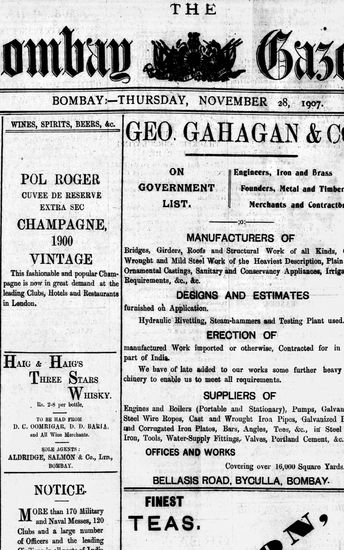 THE
Bombay Gaze
BOMBAY:—THURSDAY, NOVEMBER 28, 1907.
WINES, SPIRITS, BEERS, &c.
POL ROGER
CUVEE DE RESERVE
EXTRA SEC
CHAMPAGNE,
1900
VINTAGE
This fashionable and popular Cham-
pagne is now in great demand at the
leading Clubs, Hotels and Restaurants
in London.
HAIG & HAIG'S
THREE STARS
WHISKY.
Rs. 2-8 per bottle.
TO BE HAD FROM
D. C. COMRIGAR, D. D. BARIA.
and All Wine Merchants.
SOLE AGENTS:
ALDRIDGE, SALMON & Co., LTD.,
BOMBAY.
NOTICE.
MORE than 170 Military
and Naval Messes, 120
Clubs and a large number
of Officers and the leading
GEO. GAHAGAN & C
ON
GOVERNMENT
LIST.
Engineers, Iron and Brass
Founders, Metal and Timber
Merchants and Contractor
MANUFACTURERS OF
Bridges, Girders, Roofs and Structural Work of all Kinds,
Wrought and Mild Steel Work of the Heaviest Description, Plain
Ornamental Castings, Sanitary and Conservancy Appliances, Irriga
Requirements, &c., &c.
DESIGNS AND ESTIMATES
furnished on Application.
Hydraulic Rivetting, Steam-hammers and Testing Plant used.
ERECTION OF
manufactured Work imported or otherwise, Contracted for in
part of India.
We have of late added to our works some further heavy
chinery to enable us to meet all requirements.
SUPPLIERS OF
Engines and Boilers (Portable and Stationary), Pumps, Galvan
Steel Wire Ropes, Cast and Wrought Iron Pipes, Galvanized
and Corrugated Iron Plates, Bars, Angles, Tees, &c., in Steel
Iron, Tools, Water-Supply Fittings, Valves, Portland Cement, &c.
OFFICES AND WORKS
Covering over 16,000 Square Yards.
BELLASIS ROAD, BYCULLA, BOMBAY.
FINEST
TEAS.